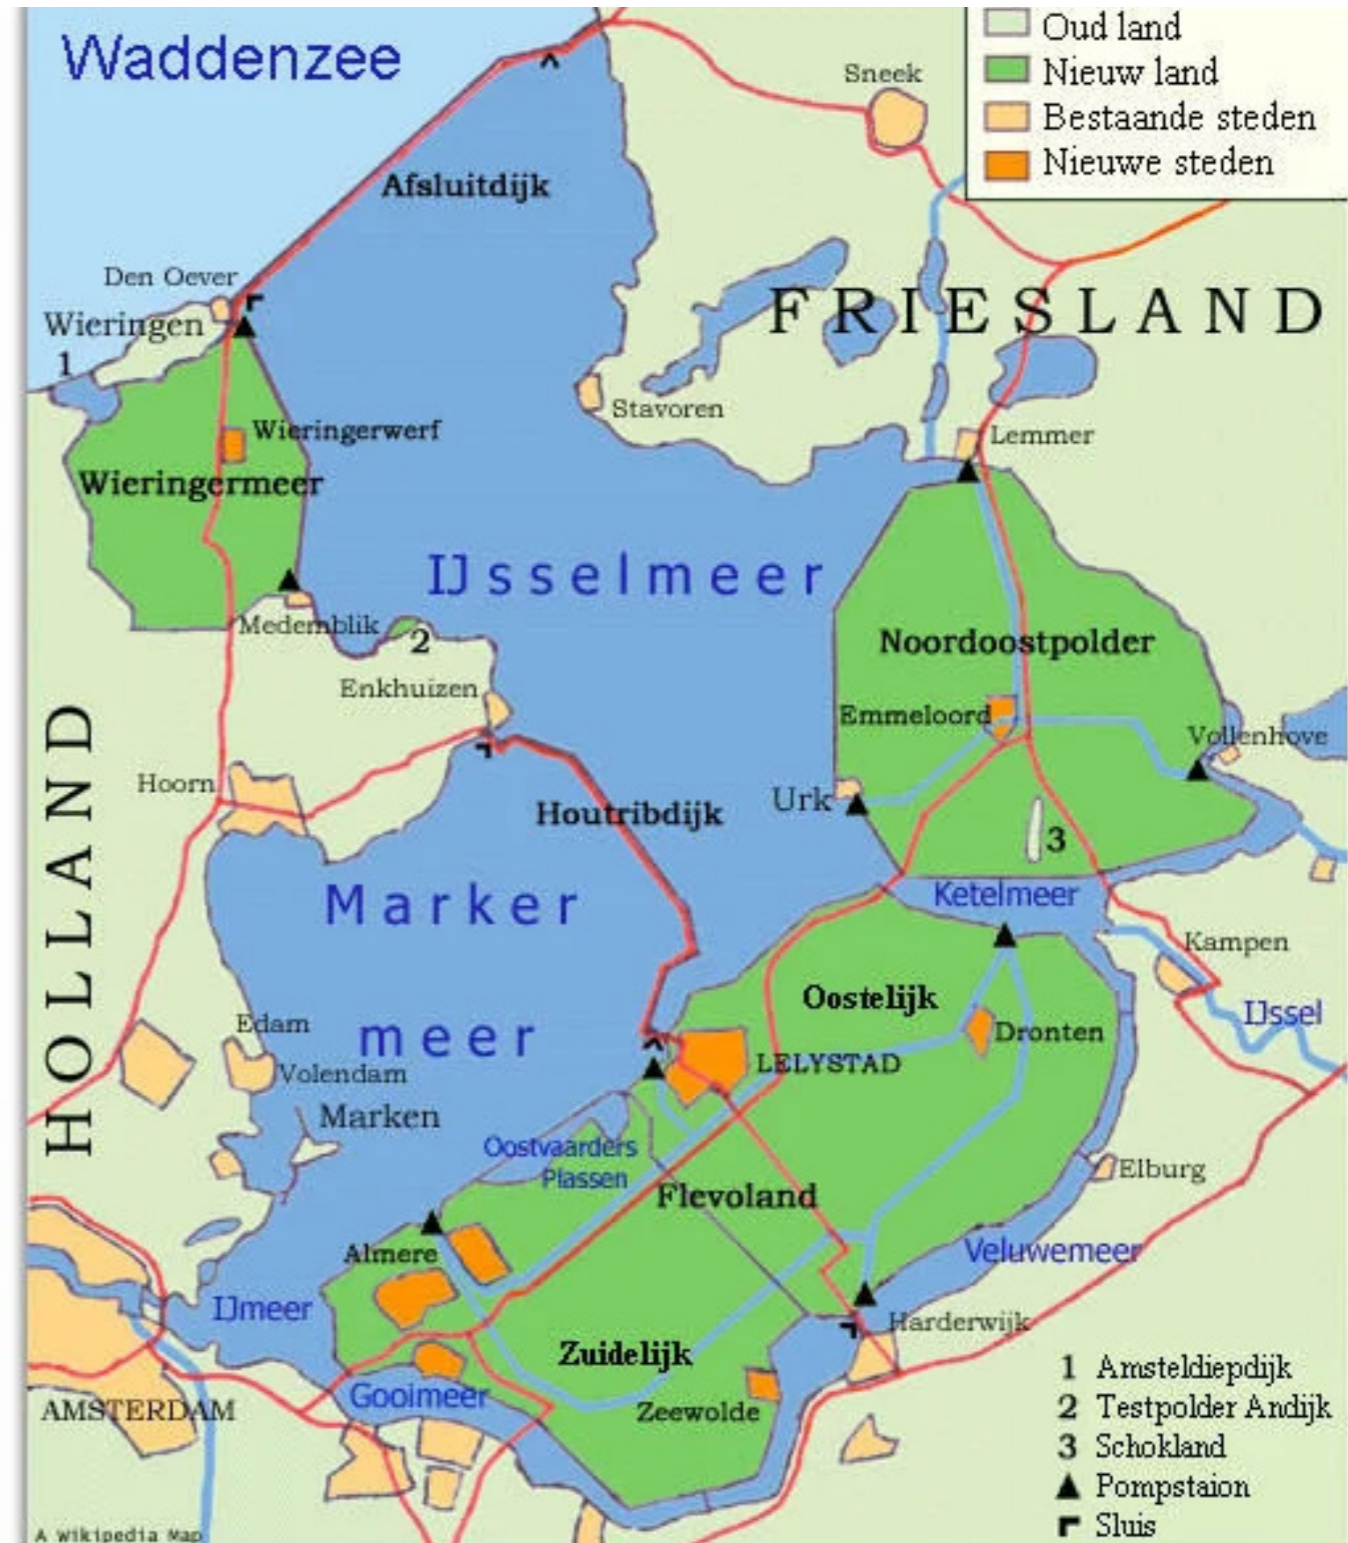 Waddenzee
Oud land
Nieuw land
Bestaande steden
Nieuwe steden
Sneek
Afsluitdijk
Den Oever
Wieringen
1
FRIESLAND
Stavoren
Lemmer
Wieringerwerf
Wieringermeer
IJsselmeer
Medemblik
2
Noordoostpolder
Enkhuizen
Emmeloord
Vollenhove
HOLLAND
Hoorn
Houtribdijk
Urk
3
Marker
meer
Ketelmeer
Kampen
Oostelijk
IJssel
Edam
Dronten
Volendam
LELYSTAD
Marken
Oostvaarders
Plassen
Elburg
Flevoland
Almere
Veluwemeer
IJmeer
Harderwijk
Zuidelijk
Gooimeer
AMSTERDAM
Zeewolde
1 Amsteldiepdijk
2 Testpolder Andijk
3 Schokland
Pompstaion
Sluis
A Wikipedia Map